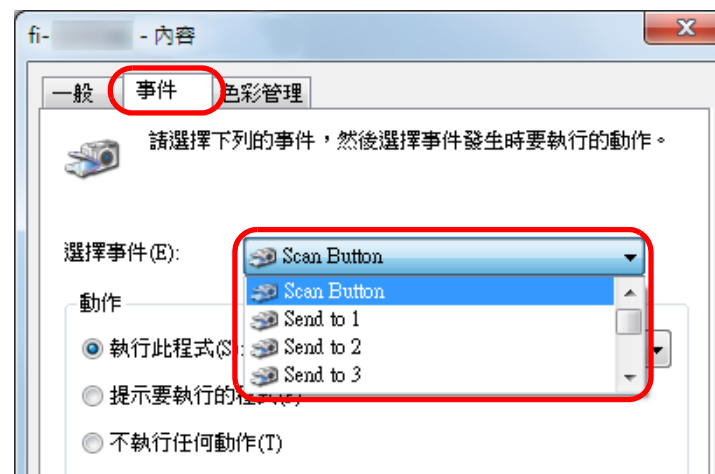 fi- - 內容
一般 事件 色彩管理
請選擇下列的事件，然後選擇事件發生時要執行的動作。
選擇事件(E): Scan Button
Scan Button
動作
Send to 1
執行此程式(S): Send to 2
Send to 3
提示要執行的程式(P)
不執行任何動作(T)